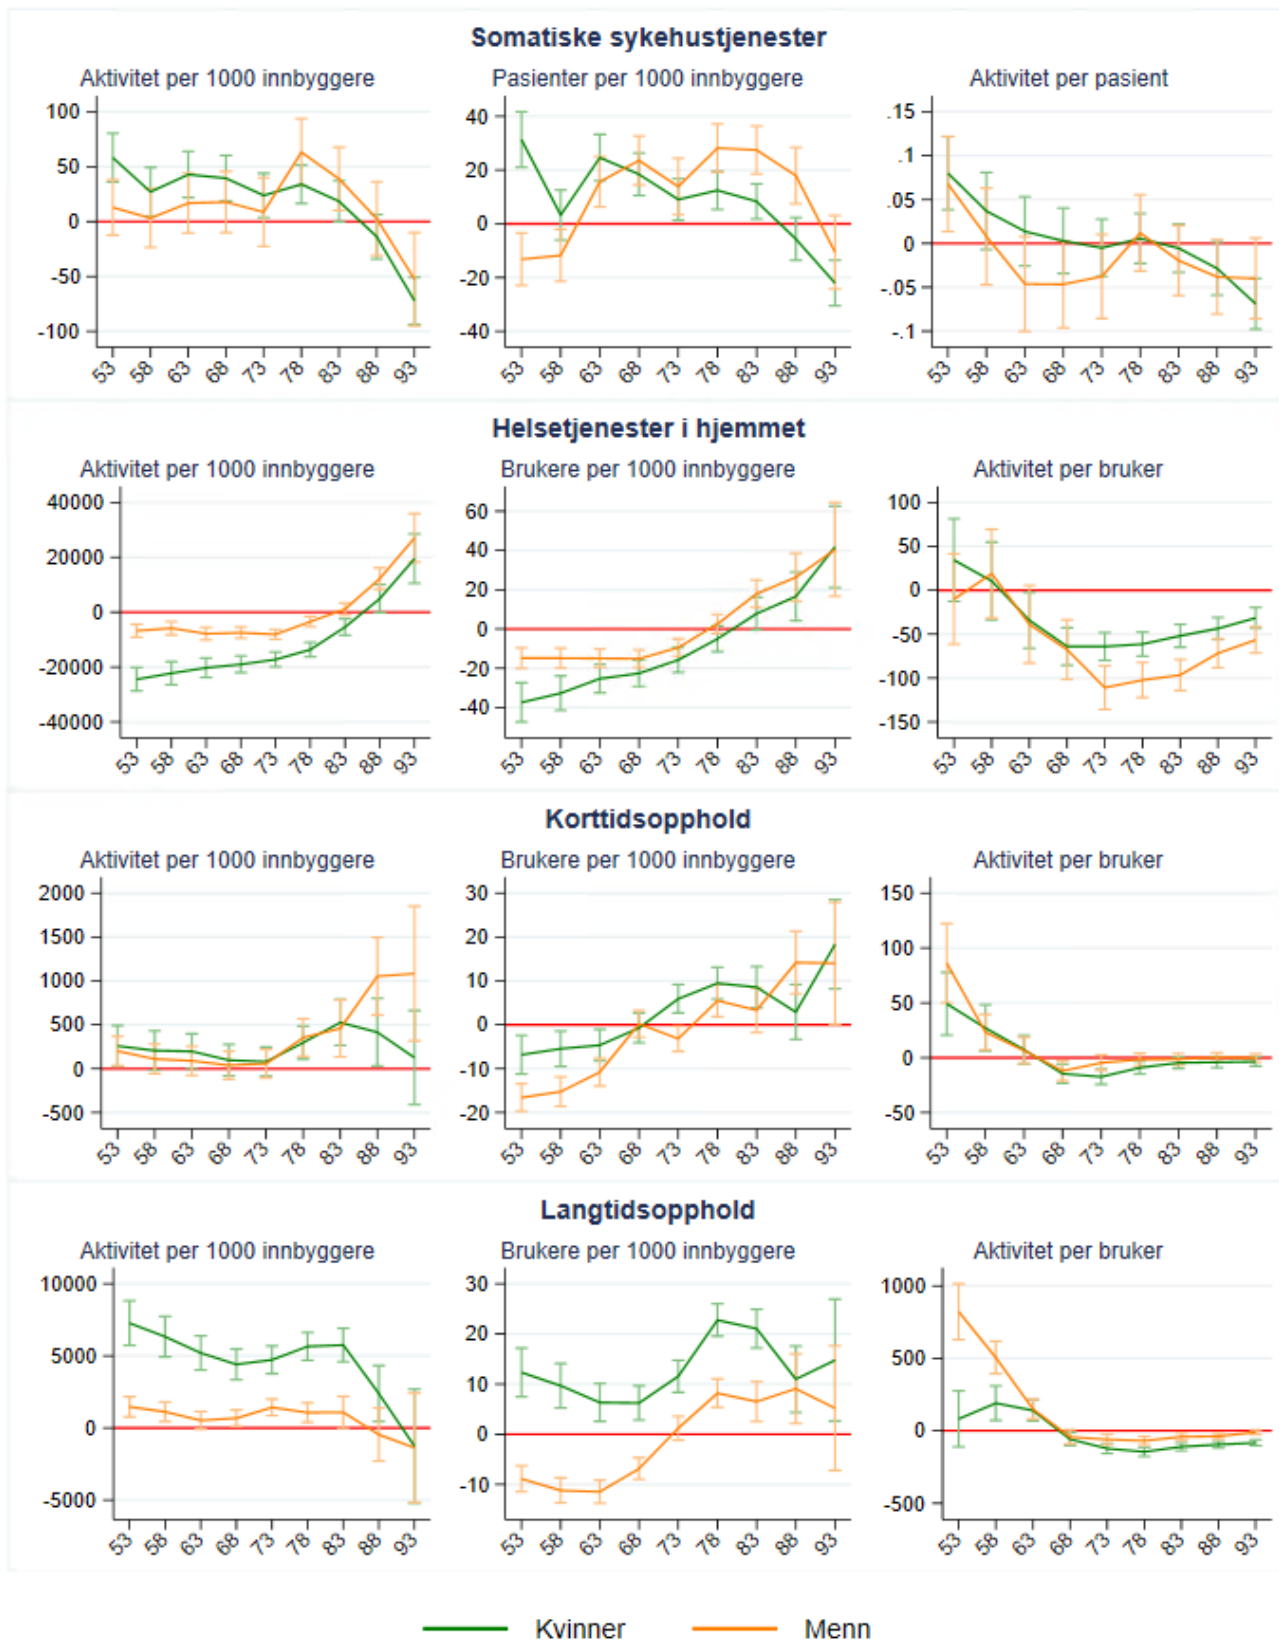 Somatiske sykehustjenester
Aktivitet per 1000 innbyggere
100
50
0
-50
-100
53 58 63 68 73 78 83 88 93
Pasienter per 1000 innbyggere
40
20
0
-20
-40
53 58 63 68 73 78 83 88 93
Aktivitet per pasient
.15
.1
.05
0
-.05
-.1
53 58 63 68 73 78 83 88 93
Helsetjenester i hjemmet
Aktivitet per 1000 innbyggere
40000
20000
0
-20000
-40000
53 58 63 68 73 78 83 88 93
Brukere per 1000 innbyggere
60
40
20
0
-20
-40
53 58 63 68 73 78 83 88 93
Aktivitet per bruker
100
50
0
-50
-100
-150
53 58 63 68 73 78 83 88 93
Korttidsopphold
Aktivitet per 1000 innbyggere
2000
1500
1000
500
0
-500
53 58 63 68 73 78 83 88 93
Brukere per 1000 innbyggere
30
20
10
0
-10
-20
53 58 63 68 73 78 83 88 93
Aktivitet per bruker
150
100
50
0
-50
53 58 63 68 73 78 83 88 93
Langtidsopphold
Aktivitet per 1000 innbyggere
10000
5000
0
-5000
53 58 63 68 73 78 83 88 93
Brukere per 1000 innbyggere
30
20
10
0
-10
53 58 63 68 73 78 83 88 93
Aktivitet per bruker
1000
500
0
-500
53 58 63 68 73 78 83 88 93
Kvinner Menn